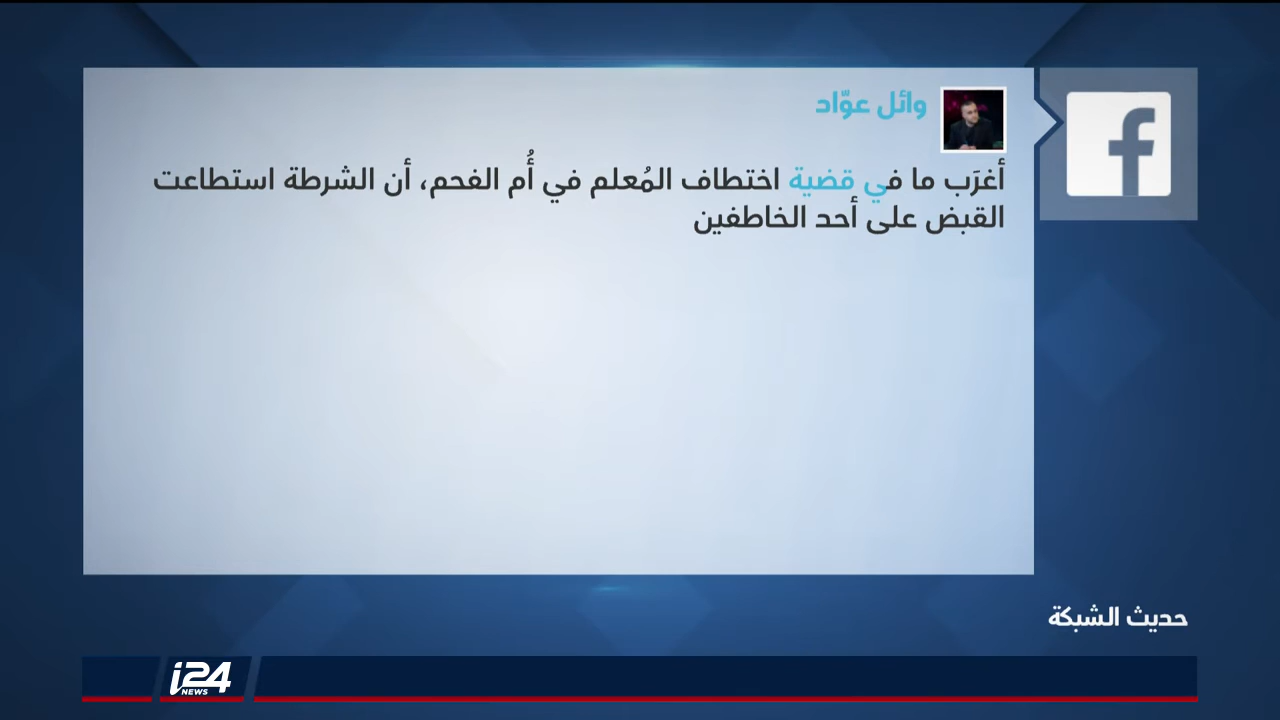 وائل عوّاد
أغرَب ما في قضية اختطاف المُعلم في أُم الفحم، أن الشرطة استطاعت
القبض على أحد الخاطفين
حديث الشبكة
i24
NEWS